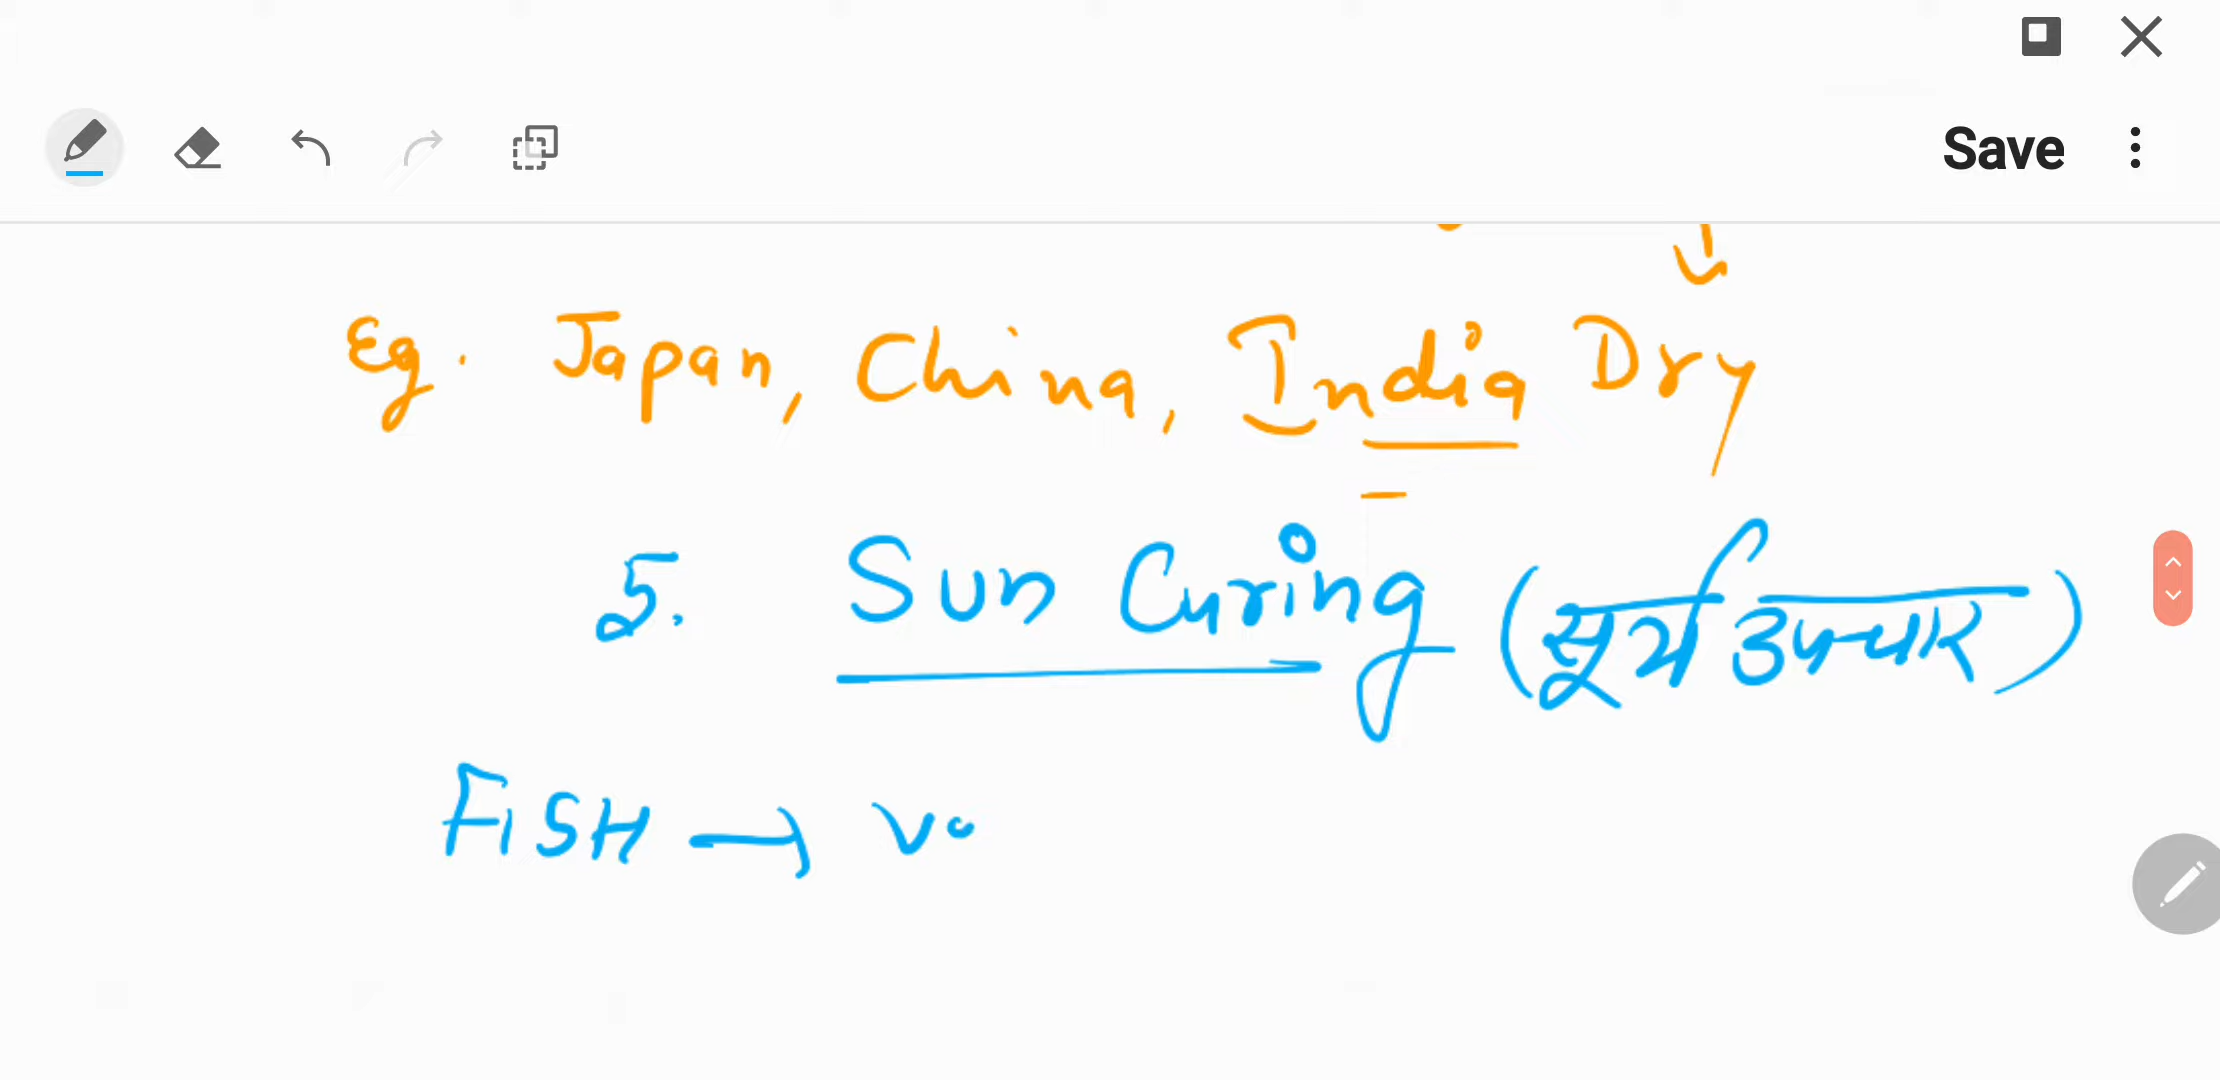 Save
Eg. Japan, China, India Dry
5. Sun Curing (सूर्य उपचार)
FISH →